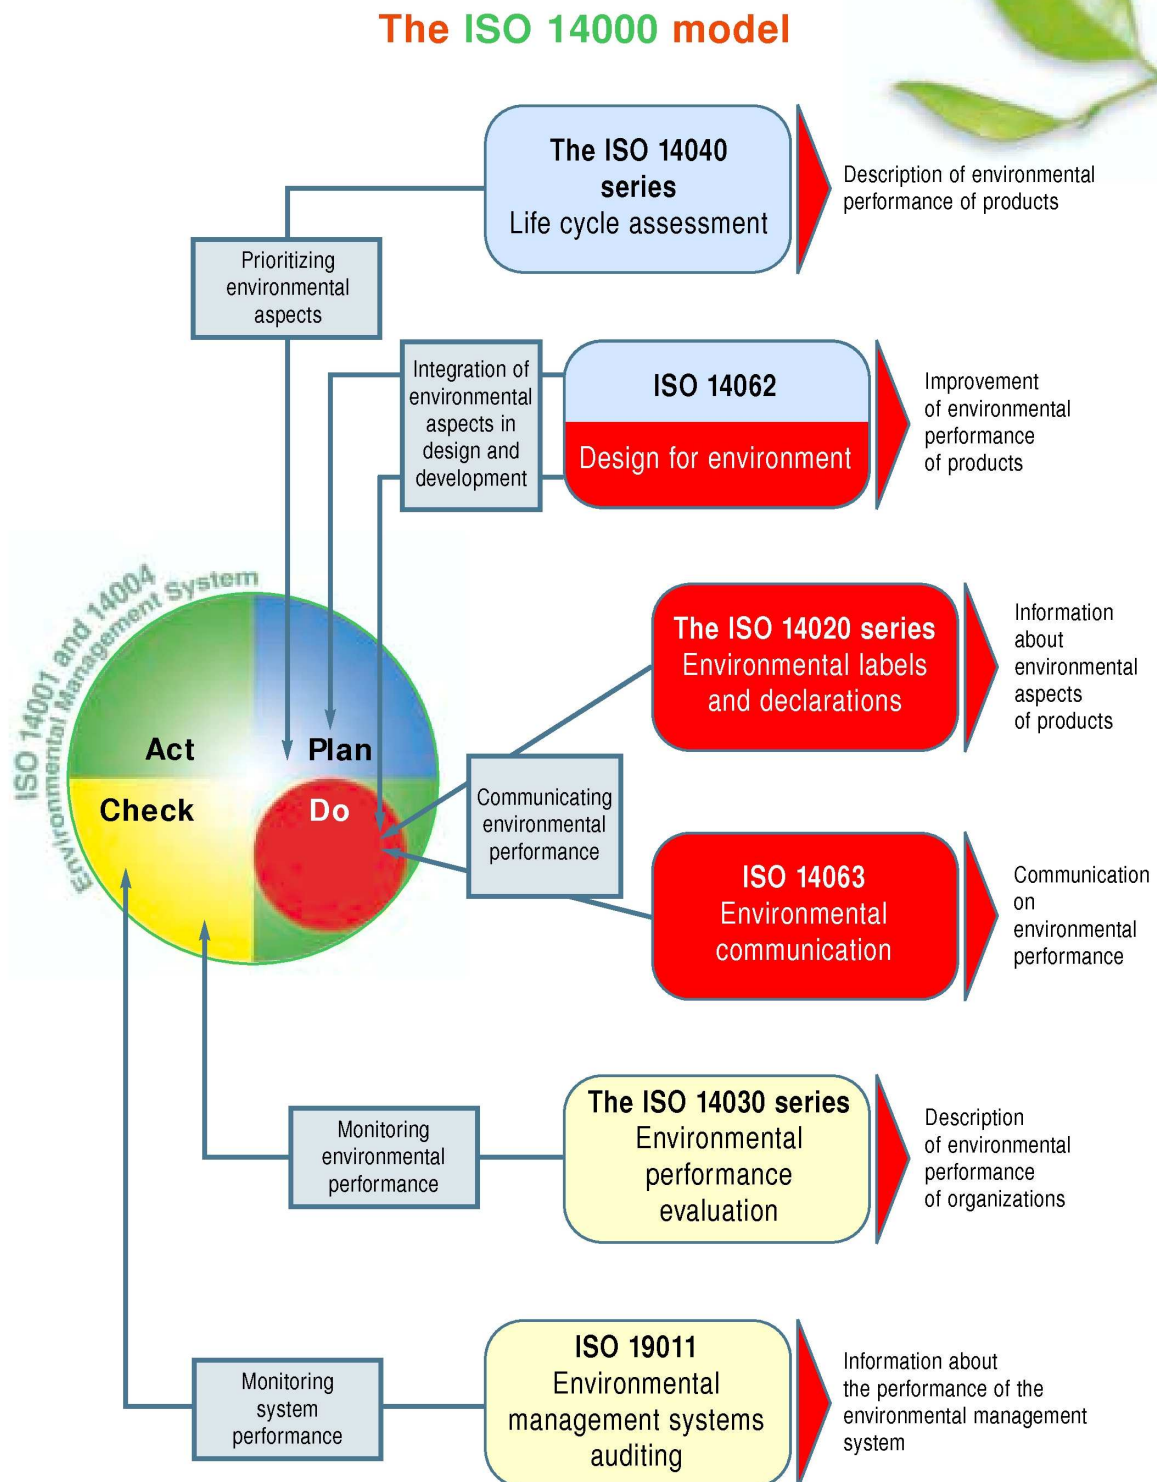 The ISO 14000 model
The ISO 14040
series
Life cycle assessment
Description of environmental
performance of products
Prioritizing
environmental
aspects
Integration of
environmental
aspects in
design and
development
ISO 14062
Design for environment
Improvement
of environmental
performance
of products
ISO 14001 and 14004
Environmental Management System
Act
Plan
Check
Do
The ISO 14020 series
Environmental labels
and declarations
Information
about
environmental
aspects
of products
Communicating
environmental
performance
ISO 14063
Environmental
communication
Communication
on
environmental
performance
Monitoring
environmental
performance
The ISO 14030 series
Environmental
performance
evaluation
Description
of environmental
performance
of organizations
Monitoring
system
performance
ISO 19011
Environmental
management systems
auditing
Information about
the performance of the
environmental management
system